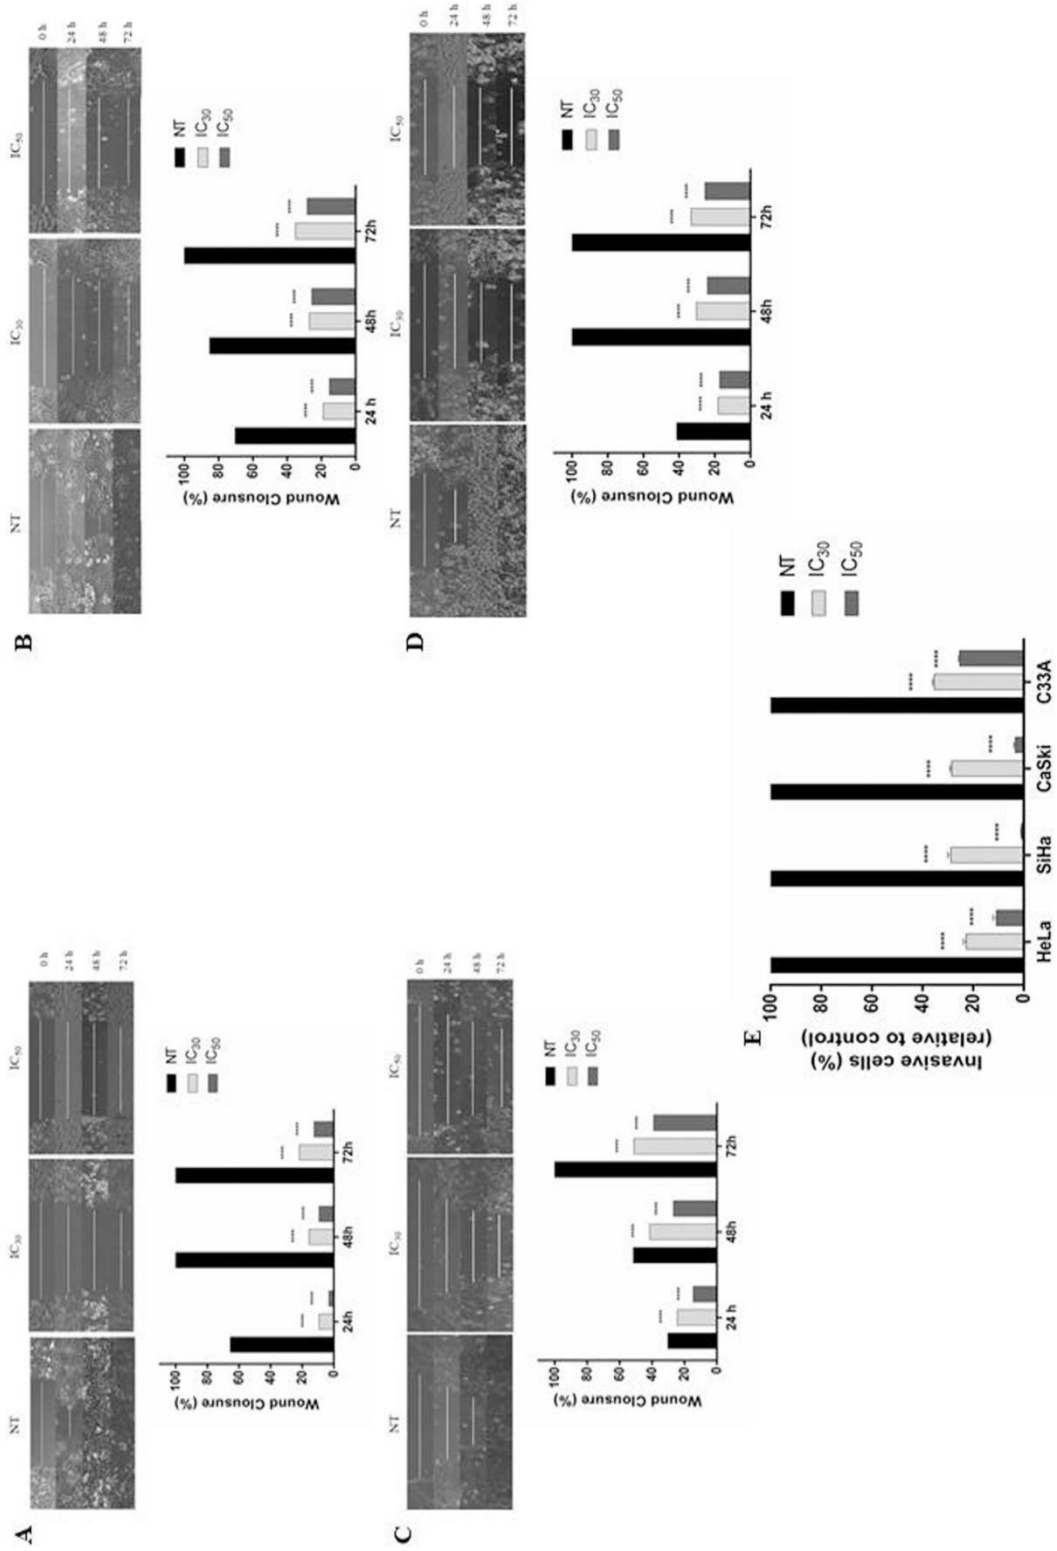 A
NT
IC30
IC50
0 h
24 h
48 h
72 h
Wound Clousure (%)
100
80
60
40
20
0
24h
48h
72h
NT
IC30
IC50
B
NT
IC30
IC50
0 h
24 h
48 h
72 h
Wound Clousure (%)
100
80
60
40
20
0
24 h
48h
72h
NT
IC30
IC50
C
NT
IC30
IC50
0 h
24 h
48 h
72 h
Wound Clousure (%)
100
80
60
40
20
0
24 h
48h
72h
NT
IC30
IC50
D
NT
IC30
IC50
0 h
24 h
48 h
72 h
Wound Clousure (%)
100
80
60
40
20
0
24 h
48h
72h
NT
IC30
IC50
E
Invasive cells (%)
(relative to control)
100
80
60
40
20
0
HeLa
SiHa
CaSki
C33A
NT
IC30
IC50